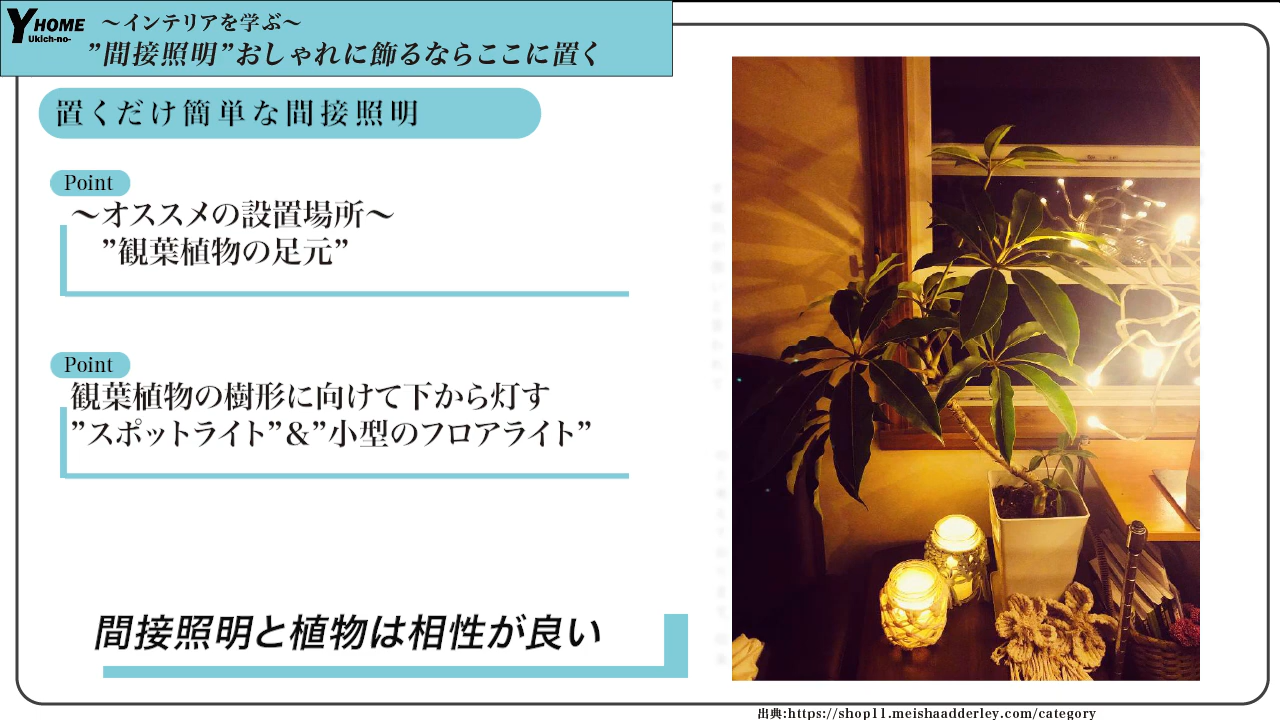 YHOME
Ukich-no-
～インテリアを学ぶ～
”間接照明”おしゃれに飾るならここに置く
置くだけ簡単な間接照明
Point
～オススメの設置場所～
”観葉植物の足元”
Point
観葉植物の樹形に向けて下から灯す
”スポットライト”＆”小型のフロアライト”
間接照明と植物は相性が良い
出典:https://shop11.meishaadderley.com/category